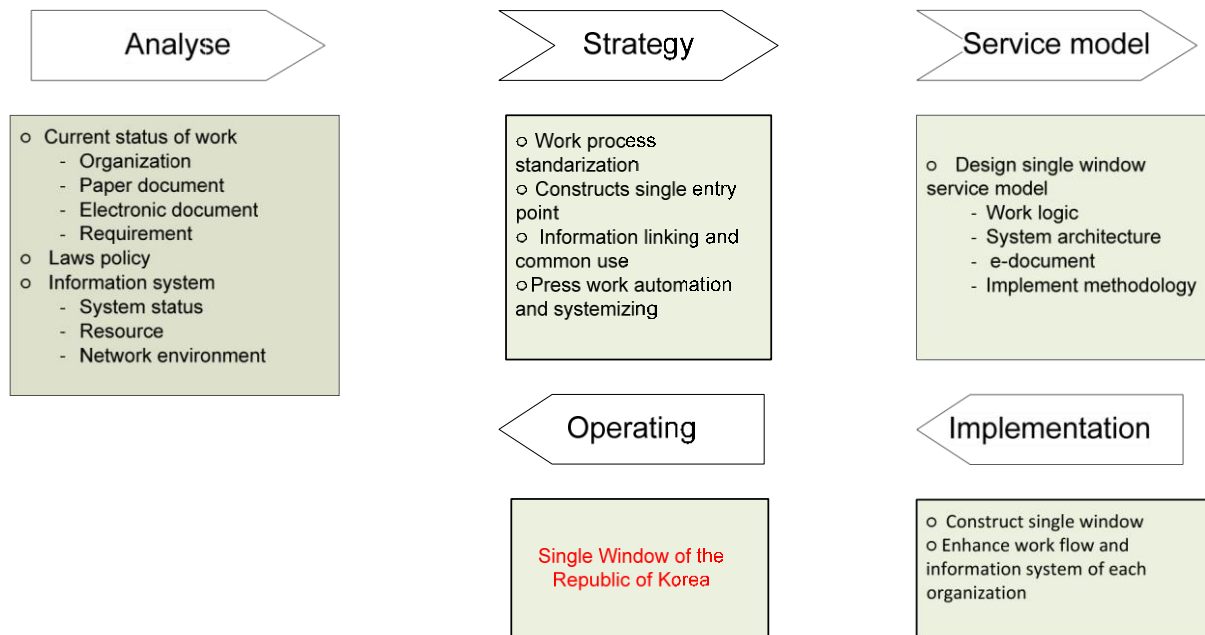 Analyse
○ Current status of work
- Organization
- Paper document
- Electronic document
- Requirement
○ Laws policy
○ Information system
- System status
- Resource
- Network environment
Strategy
○ Work process
standarization
○ Constructs single entry
point
○ Information linking and
common use
○ Press work automation
and systemizing
Service model
○ Design single window
service model
- Work logic
- System architecture
- e-document
- Implement methodology
Implementation
○ Construct single window
○ Enhance work flow and
information system of each
organization
Operating
Single Window of the
Republic of Korea